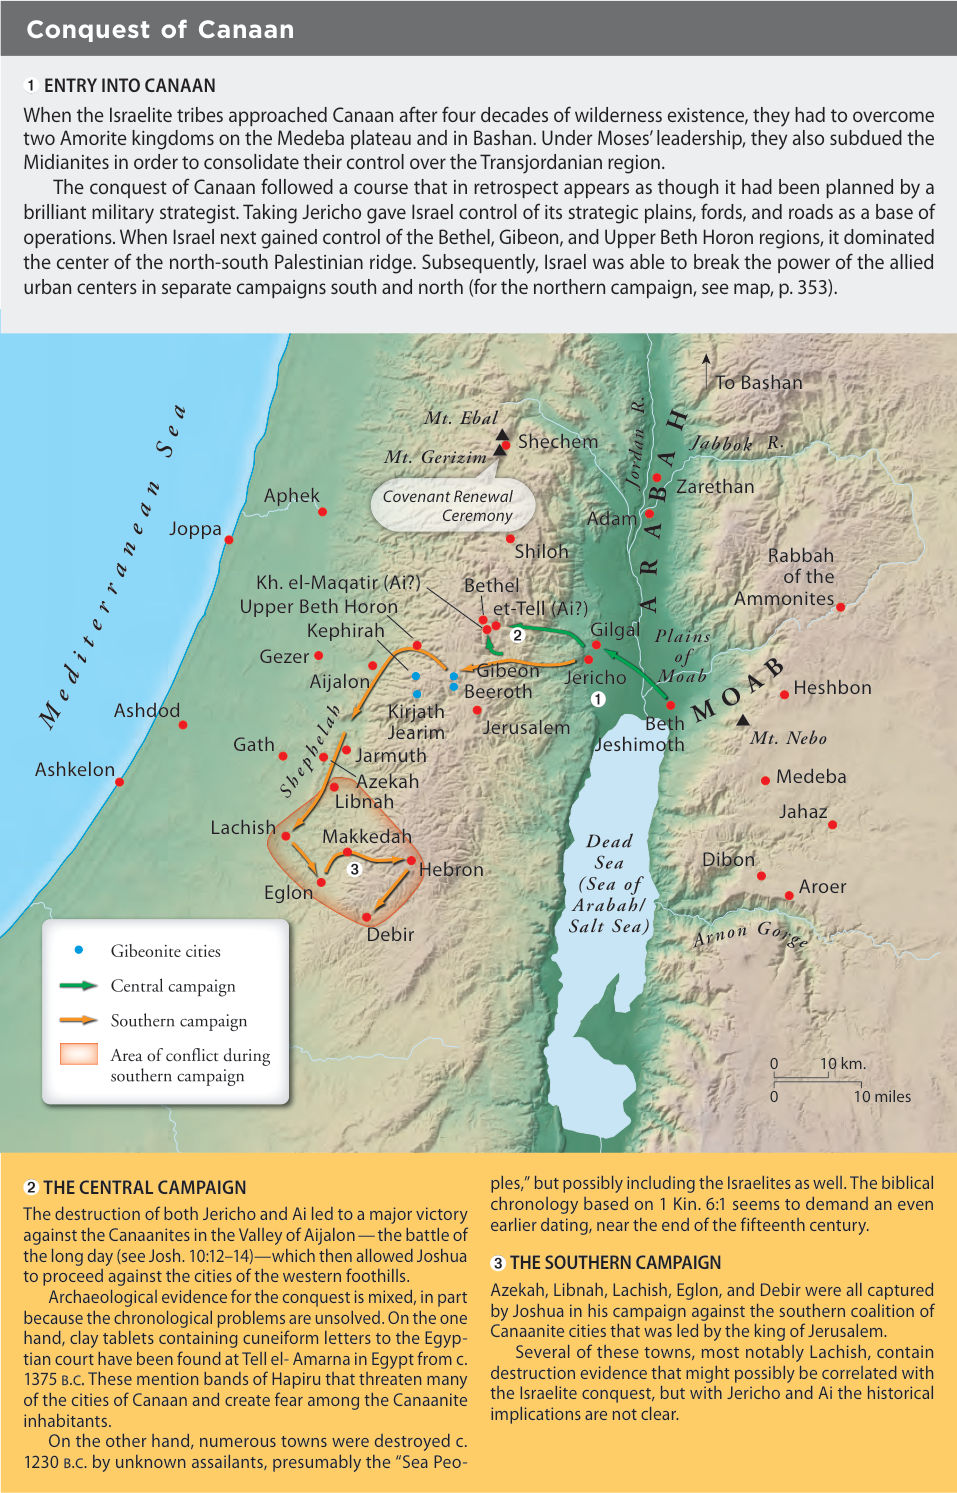 Conquest of Canaan
1 ENTRY INTO CANAAN
When the Israelite tribes approached Canaan after four decades of wilderness existence, they had to overcome
two Amorite kingdoms on the Medeba plateau and in Bashan. Under Moses’ leadership, they also subdued the
Midianites in order to consolidate their control over the Transjordanian region.
The conquest of Canaan followed a course that in retrospect appears as though it had been planned by a
brilliant military strategist. Taking Jericho gave Israel control of its strategic plains, fords, and roads as a base of
operations. When Israel next gained control of the Bethel, Gibeon, and Upper Beth Horon regions, it dominated
the center of the north-south Palestinian ridge. Subsequently, Israel was able to break the power of the allied
urban centers in separate campaigns south and north (for the northern campaign, see map, p. 353).
To Bashan
Mediterranean Sea
Mt. Ebal
Shechem
Mt. Gerizim
Jordan R.
ARABAH
Jabbok R.
Zarethan
Covenant Renewal
Ceremony
Aphek
Adam
Joppa
Shiloh
Rabbah
of the
Ammonites
Kh. el-Maqatir (Ai?)
Bethel
Upper Beth Horon
et-Tell (Ai?)
Kephirah
2
Gilgal
Plains
of
Moab
Gezer
Aijalon
Gibeon
Beeroth
Jericho
1
MOAB
Heshbon
Ashdod
Kirjath
Jearim
Jerusalem
Beth
Jeshimoth
Mt. Nebo
Shephelah
Gath
Jarmuth
Ashkelon
Azekah
Medeba
Libnah
Jahaz
Lachish
Makkedah
Dead
Sea
(Sea of
Arabah/
Salt Sea)
3
Hebron
Dibon
Eglon
Aroer
Debir
Arnon Gorge
Gibeonite cities
Central campaign
Southern campaign
Area of conflict during
southern campaign
0 10 km.
0 10 miles
2 THE CENTRAL CAMPAIGN
The destruction of both Jericho and Ai led to a major victory
against the Canaanites in the Valley of Aijalon — the battle of
the long day (see Josh. 10:12–14)—which then allowed Joshua
to proceed against the cities of the western foothills.
Archaeological evidence for the conquest is mixed, in part
because the chronological problems are unsolved. On the one
hand, clay tablets containing cuneiform letters to the Egyp-
tian court have been found at Tell el- Amarna in Egypt from c.
1375 B.C. These mention bands of Hapiru that threaten many
of the cities of Canaan and create fear among the Canaanite
inhabitants.
On the other hand, numerous towns were destroyed c.
1230 B.C. by unknown assailants, presumably the “Sea Peo-
ples,” but possibly including the Israelites as well. The biblical
chronology based on 1 Kin. 6:1 seems to demand an even
earlier dating, near the end of the fifteenth century.
3 THE SOUTHERN CAMPAIGN
Azekah, Libnah, Lachish, Eglon, and Debir were all captured
by Joshua in his campaign against the southern coalition of
Canaanite cities that was led by the king of Jerusalem.
Several of these towns, most notably Lachish, contain
destruction evidence that might possibly be correlated with
the Israelite conquest, but with Jericho and Ai the historical
implications are not clear.